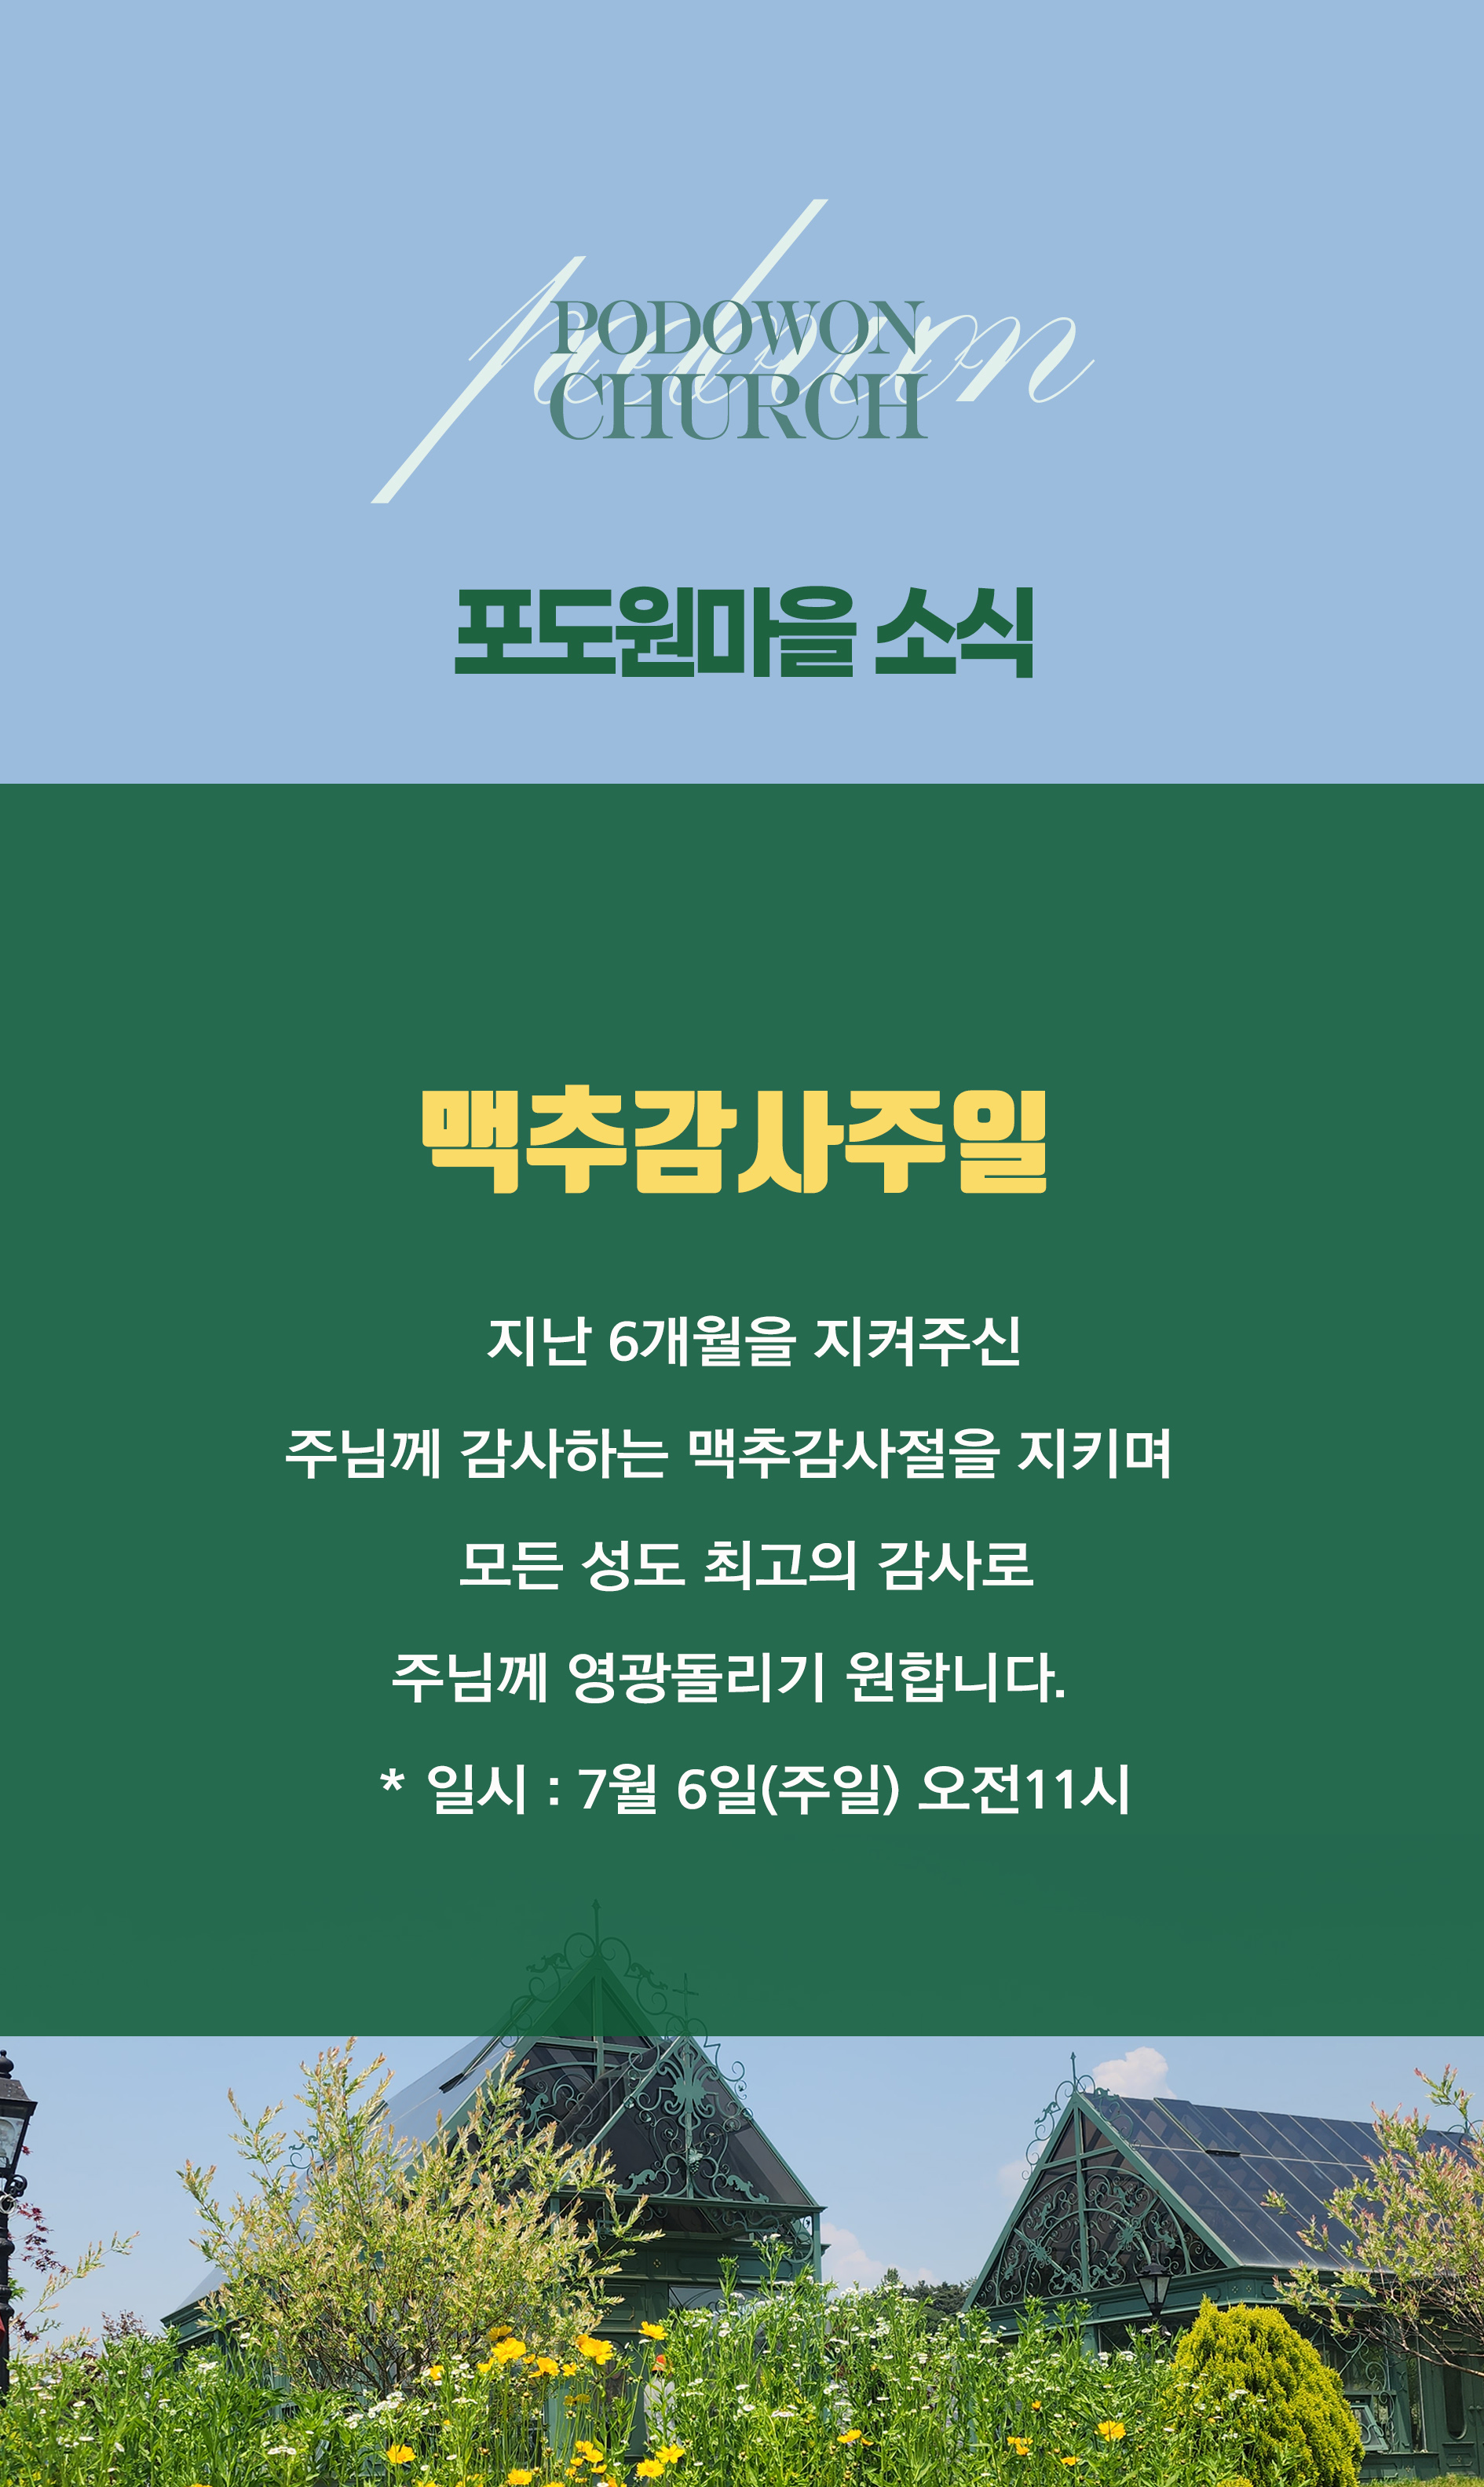 podowon
PODOWON
CHURCH
포도원마을 소식
맥추감사주일
지난 6개월을 지켜주신
주님께 감사하는 맥추감사절을 지키며
모든 성도 최고의 감사로
주님께 영광돌리기 원합니다.
* 일시 : 7월 6일(주일) 오전11시